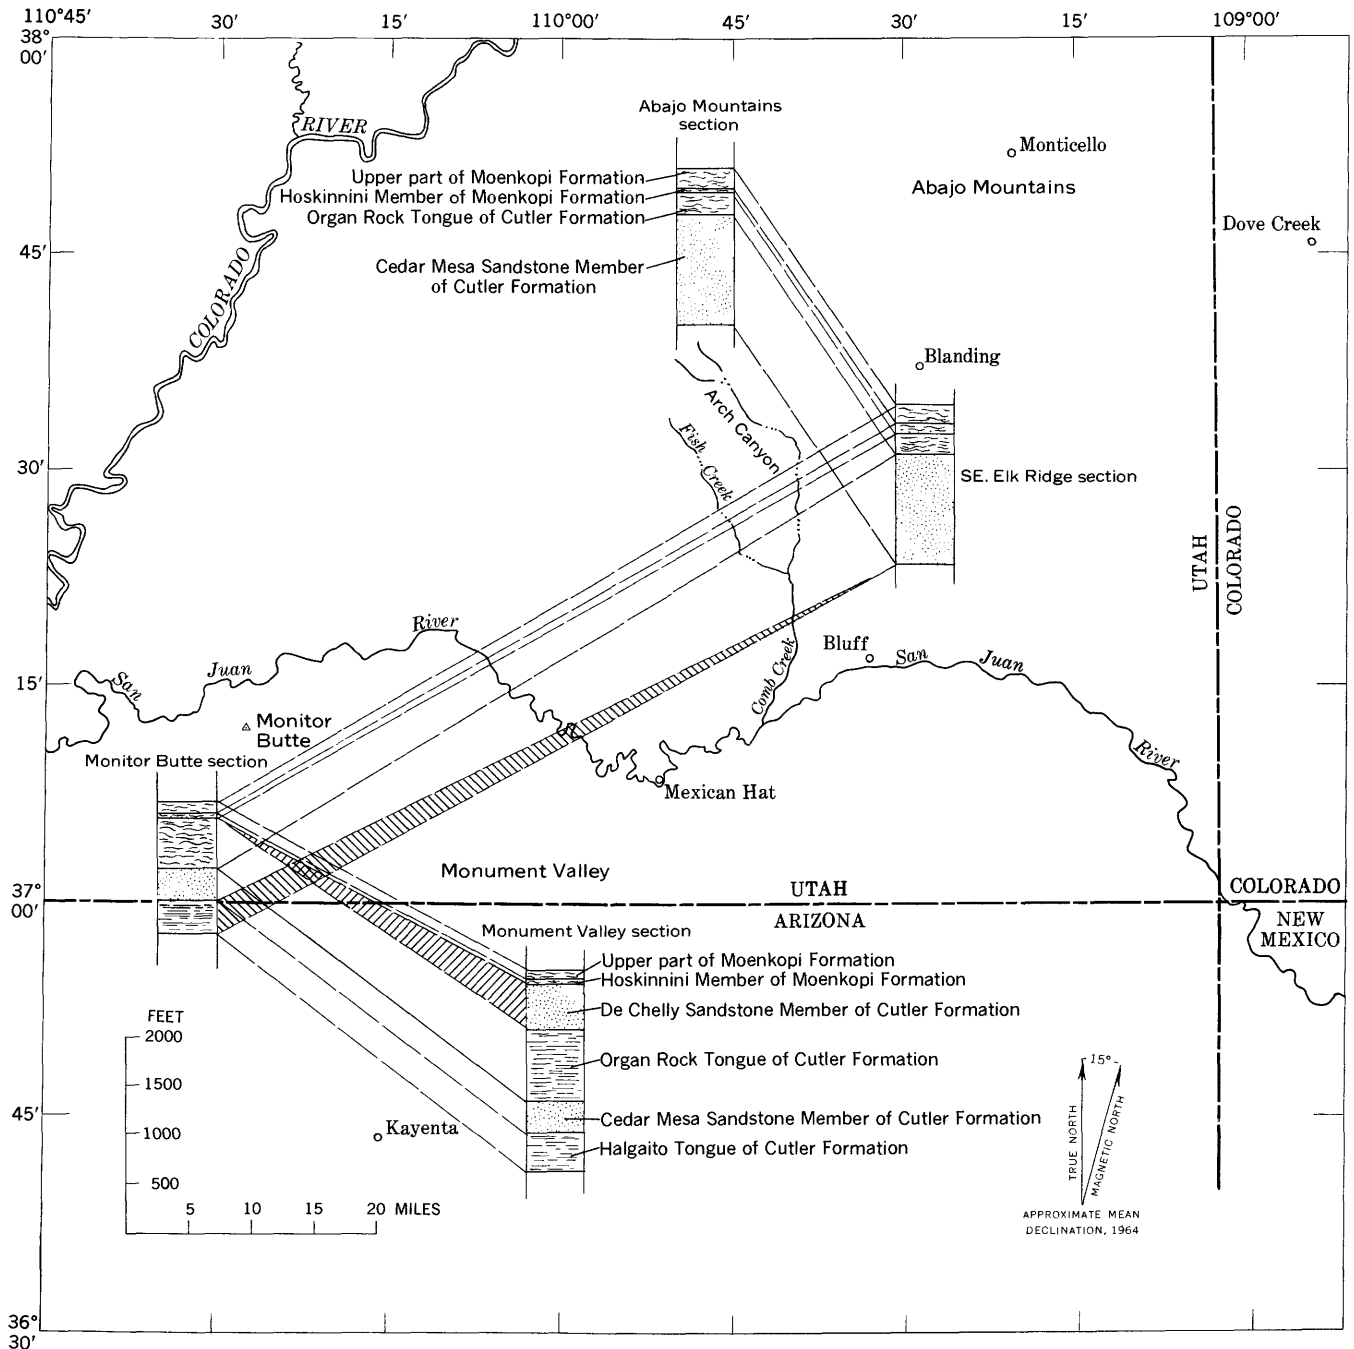 110°45′
30′
15′
110°00′
45′
30′
15′
109°00′
38°
00′
RIVER
Abajo Mountains
section
Monticello
Upper part of Moenkopi Formation
Abajo Mountains
Hoskinnini Member of Moenkopi Formation
Organ Rock Tongue of Cutler Formation
Dove Creek
45′
COLORADO
Cedar Mesa Sandstone Member
of Cutler Formation
Blanding
Arch Canyon
Fish Creek
30′
SE. Elk Ridge section
UTAH
COLORADO
River
Bluff
San Juan
Juan
San
15′
Comb Creek
Monitor
Butte
River
Monitor Butte section
Mexican Hat
Monument Valley
37°
00′
UTAH
COLORADO
ARIZONA
NEW
MEXICO
Monument Valley section
Upper part of Moenkopi Formation
Hoskinnini Member of Moenkopi Formation
De Chelly Sandstone Member of Cutler Formation
FEET
2000
Organ Rock Tongue of Cutler Formation
15°
1500
45′
Kayenta
Cedar Mesa Sandstone Member of Cutler Formation
1000
Halgaito Tongue of Cutler Formation
TRUE NORTH
MAGNETIC NORTH
500
5 10 15 20 MILES
APPROXIMATE MEAN
DECLINATION, 1964
36°
30′